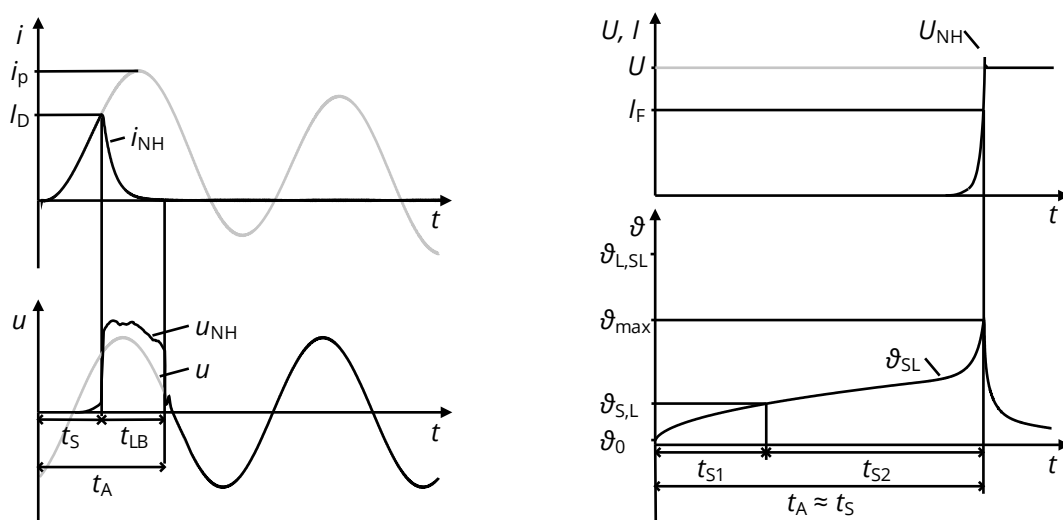 i
i_p
I_D
i_NH
t
u
u_NH
u
t
t_S
t_LB
t_A
U, I
U_NH
U
I_F
t
ϑ
ϑ_L,SL
ϑ_max
ϑ_SL
ϑ_S,L
ϑ_0
t
t_S1
t_S2
t_A ≈ t_S